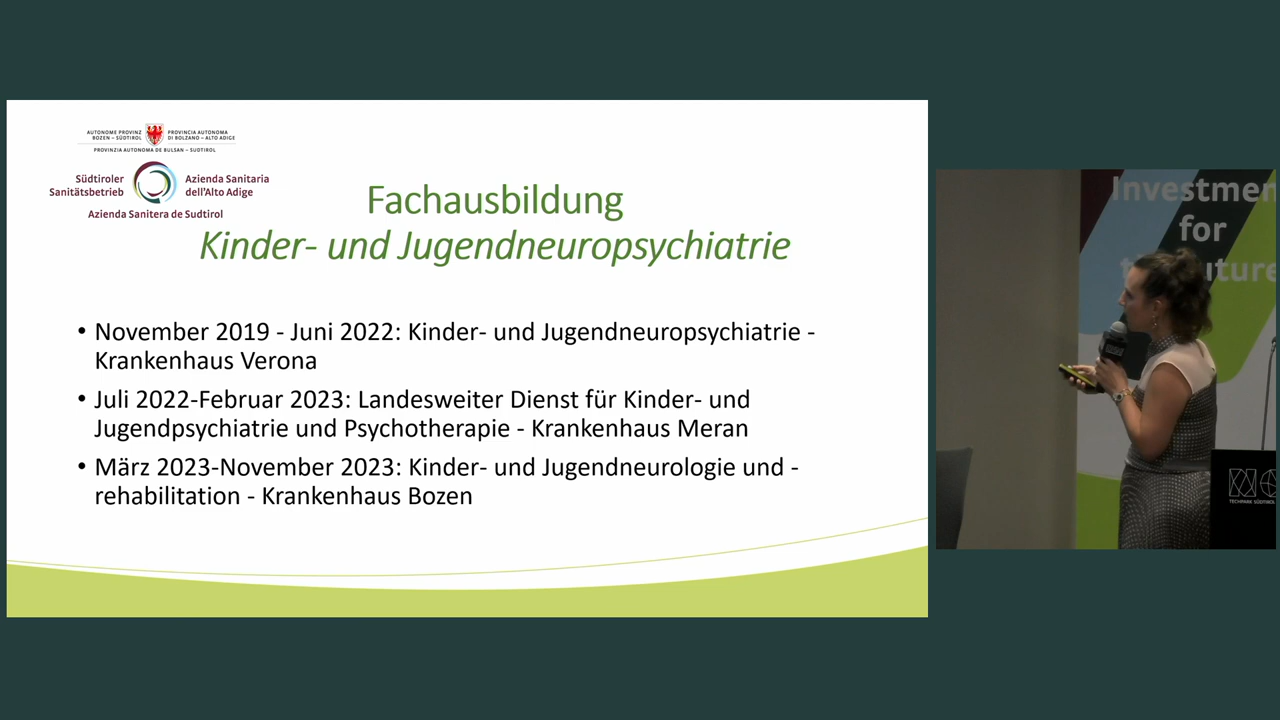 AUTONOME PROVINZ
BOZEN – SÜDTIROL
PROVINCIA AUTONOMA
DI BOLZANO – ALTO ADIGE
PROVINZIA AUTONOMA DE BULSAN – SUDTIROL
Südtiroler
Sanitätsbetrieb
Azienda Sanitaria
dell'Alto Adige
Azienda Sanitera de Sudtirol
Fachausbildung
Kinder- und Jugendneuropsychiatrie
• November 2019 - Juni 2022: Kinder- und Jugendneuropsychiatrie -
Krankenhaus Verona
• Juli 2022-Februar 2023: Landesweiter Dienst für Kinder- und
Jugendpsychiatrie und Psychotherapie - Krankenhaus Meran
• März 2023-November 2023: Kinder- und Jugendneurologie und -
rehabilitation - Krankenhaus Bozen
Investmen
for
uture
TECHPARK SÜDTIROL